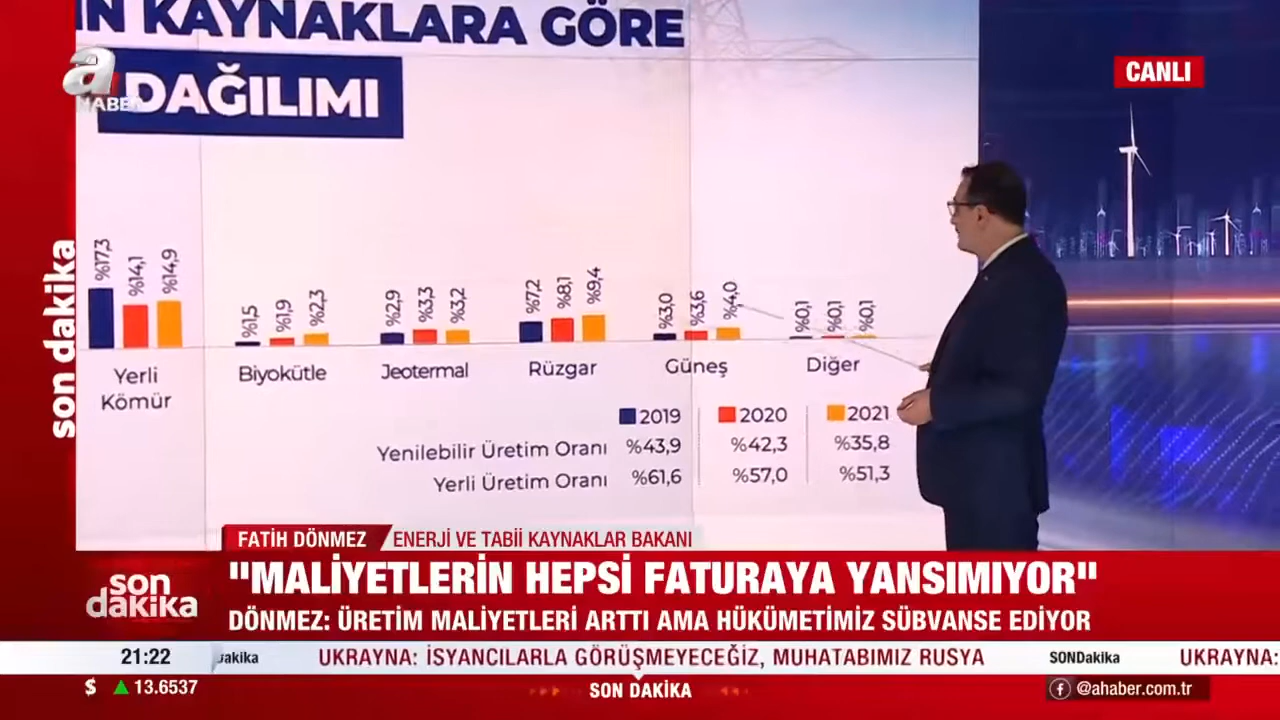 N KAYNAKLARA GÖRE
DAĞILIMI
a
HABER
CANLI
son dakika
%17,3
%14,1
%14,9
%1,5
%1,9
%2,3
%2,9
%3,3
%3,2
%7,2
%8,1
%9,4
%3,0
%3,6
%4,0
%0,1
%0,1
%0,1
Yerli
Kömür
Biyokütle
Jeotermal
Rüzgar
Güneş
Diğer
2019 2020 2021
Yenilebilir Üretim Oranı %43,9 %42,3 %35,8
Yerli Üretim Oranı %61,6 %57,0 %51,3
FATİH DÖNMEZ ENERJİ VE TABİİ KAYNAKLAR BAKANI
son
dakika
"MALİYETLERİN HEPSİ FATURAYA YANSIMIYOR"
DÖNMEZ: ÜRETİM MALİYETLERİ ARTTI AMA HÜKÜMETİMİZ SÜBVANSE EDİYOR
21:22 Dakika UKRAYNA: İSYANCILARLA GÖRÜŞMEYECEĞİZ, MUHATABIMIZ RUSYA SONDakika UKRAYNA:
$ 13.6537 SON DAKİKA @ahaber.com.tr